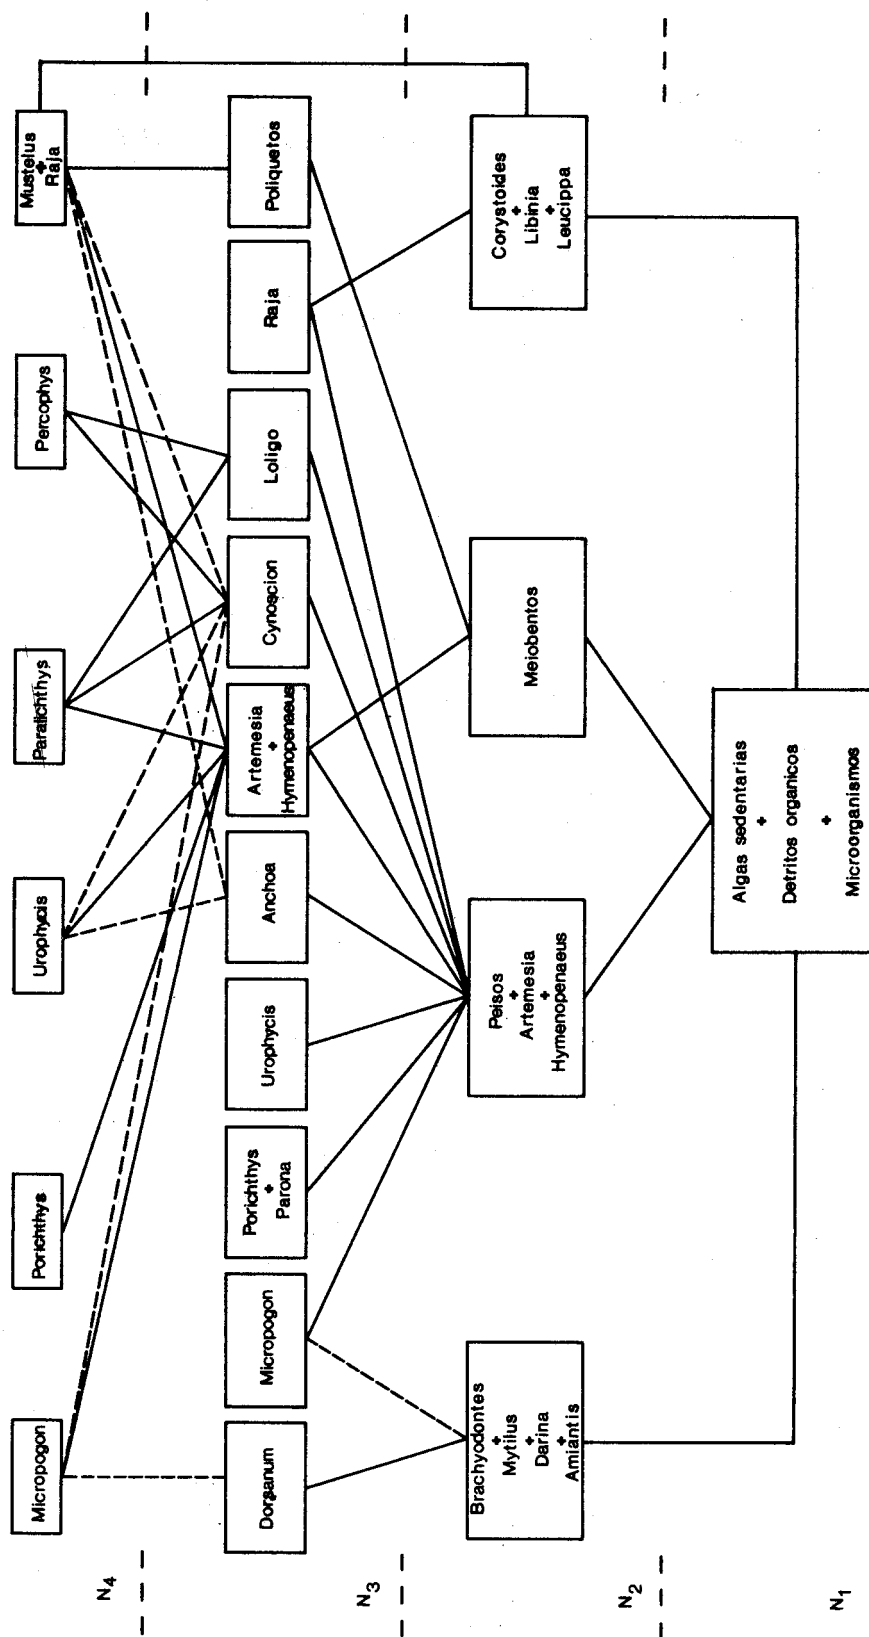 N4
Micropogon
Porichthys
Urophycis
Paralichthys
Percophys
Mustelus
+
Raja
N3
Dorsanum
Micropogon
Porichthys
+
Parona
Urophycis
Anchoa
Artemesia
+
Hymenopenaeus
Cynoscion
Loligo
Raja
Poliquetos
N2
Brachyodontes
+
Mytilus
+
Darina
+
Amiantis
Peisos
+
Artemesia
+
Hymenopenaeus
Meiobentos
Corystoides
+
Libinia
+
Leucippa
N1
Algas sedentarias
+
Detritos organicos
+
Microorganismos